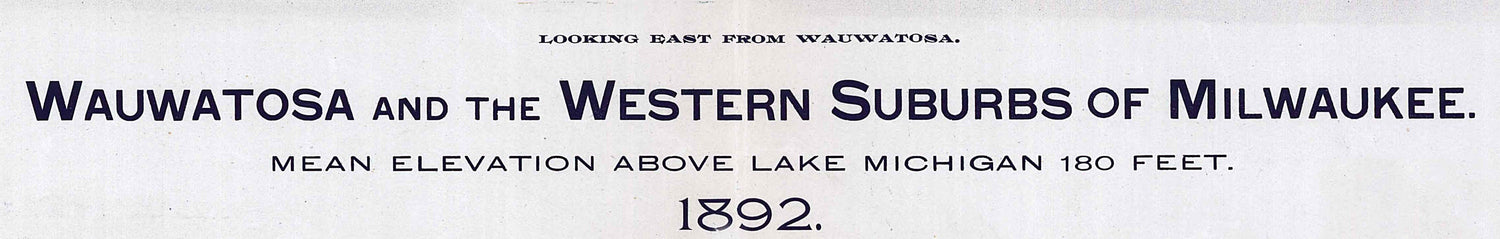 LOOKING EAST FROM WAUWATOSA.
WAUWATOSA AND THE WESTERN SUBURBS OF MILWAUKEE.
MEAN ELEVATION ABOVE LAKE MICHIGAN 180 FEET.
1892.